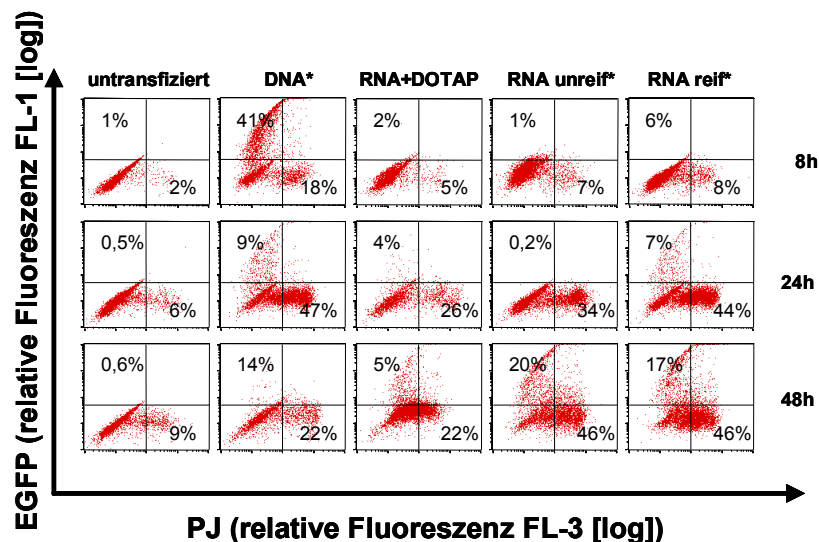 untransfiziert DNA* RNA+DOTAP RNA unreif* RNA reif*
1% 41% 2% 1% 6%
2% 18% 5% 7% 8%
8h
0,5% 9% 4% 0,2% 7%
6% 47% 26% 34% 44%
24h
0,6% 14% 5% 20% 17%
9% 22% 22% 46% 46%
48h
EGFP (relative Fluoreszenz FL-1 [log])
PJ (relative Fluoreszenz FL-3 [log])